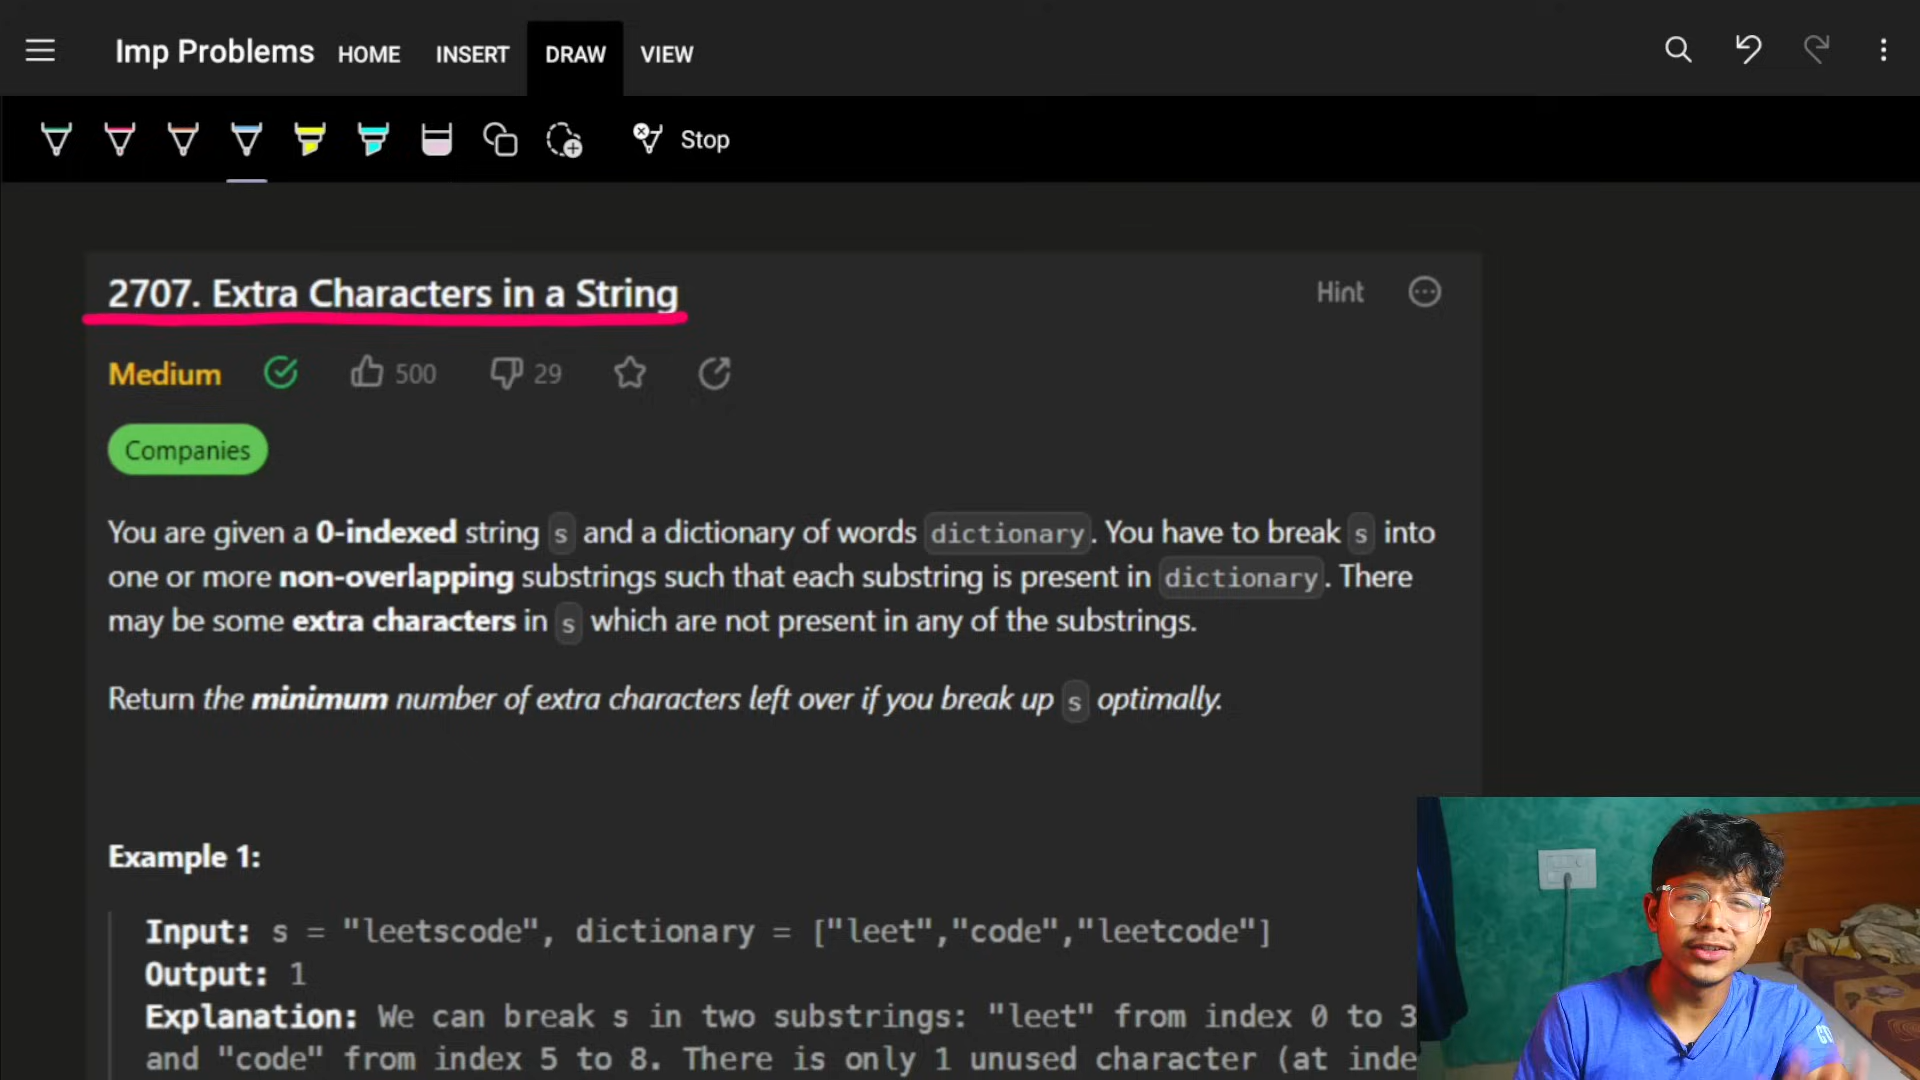 Imp Problems HOME INSERT DRAW VIEW
Stop
2707. Extra Characters in a String Hint
Medium 500 29
Companies
You are given a 0-indexed string s and a dictionary of words dictionary. You have to break s into
one or more non-overlapping substrings such that each substring is present in dictionary. There
may be some extra characters in s which are not present in any of the substrings.
Return the minimum number of extra characters left over if you break up s optimally.
Example 1:
Input: s = "leetscode", dictionary = ["leet","code","leetcode"]
Output: 1
Explanation: We can break s in two substrings: "leet" from index 0 to 3
and "code" from index 5 to 8. There is only 1 unused character (at inde